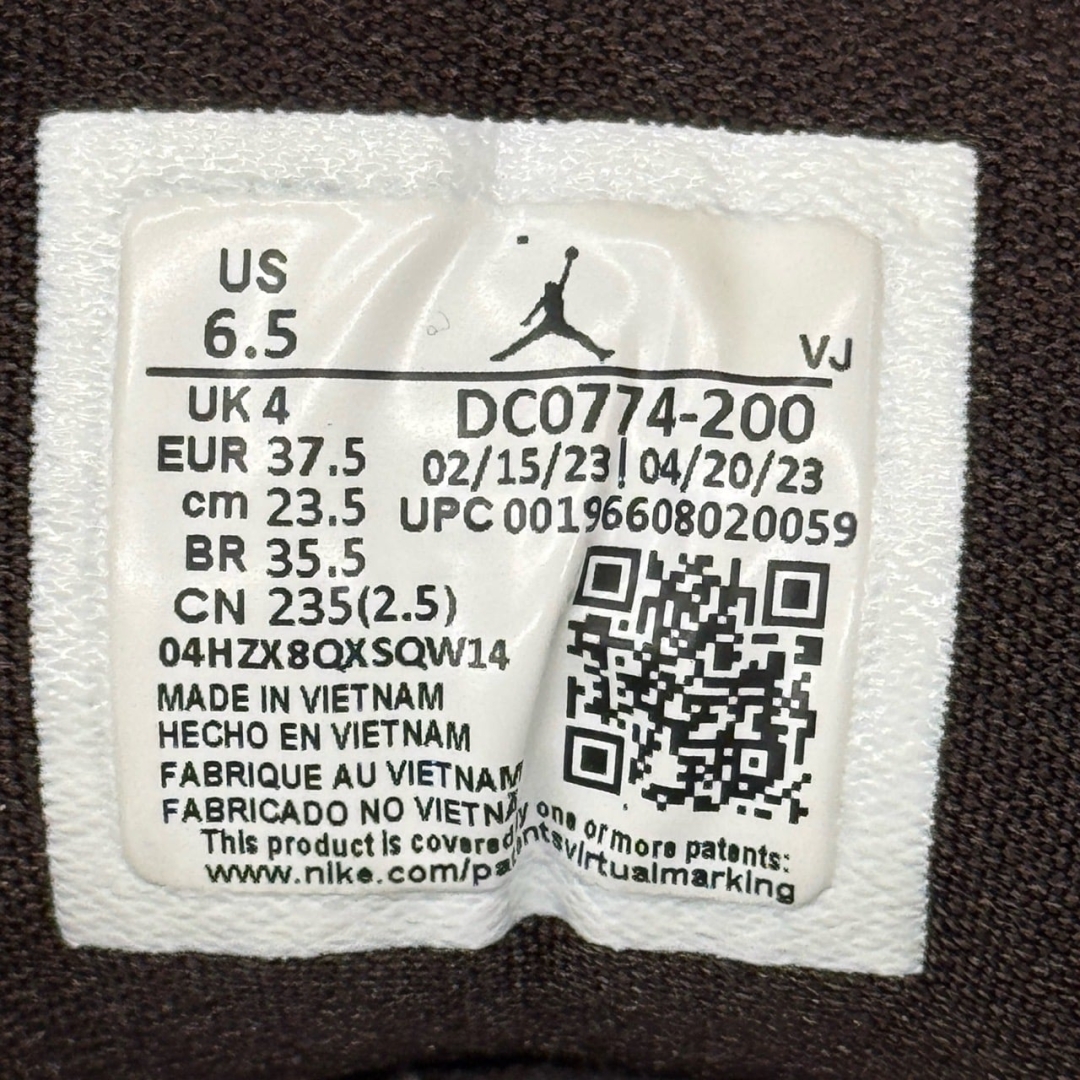 US
6.5
VJ
UK 4
EUR 37.5
cm 23.5
BR 35.5
CN 235(2.5)
DC0774-200
02/15/23 | 04/20/23
UPC 00196608020059
04HZX8QXSQW14
MADE IN VIETNAM
HECHO EN VIETNAM
FABRIQUE AU VIETNAM
FABRICADO NO VIETNA
This product is covered by one or more patents:
www.nike.com/patentsvirtualmarking